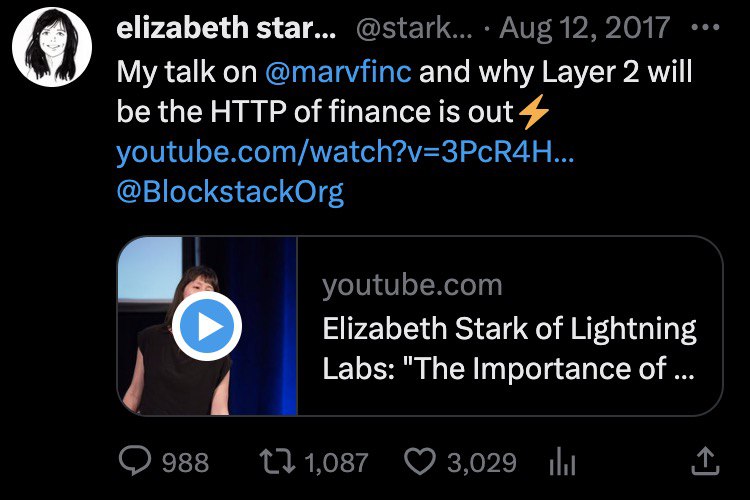 elizabeth star... @stark... · Aug 12, 2017
My talk on @marvfinc and why Layer 2 will
be the HTTP of finance is out⚡
youtube.com/watch?v=3PcR4H...
@BlockstackOrg
youtube.com
Elizabeth Stark of Lightning
Labs: "The Importance of ...
988 1,087 3,029